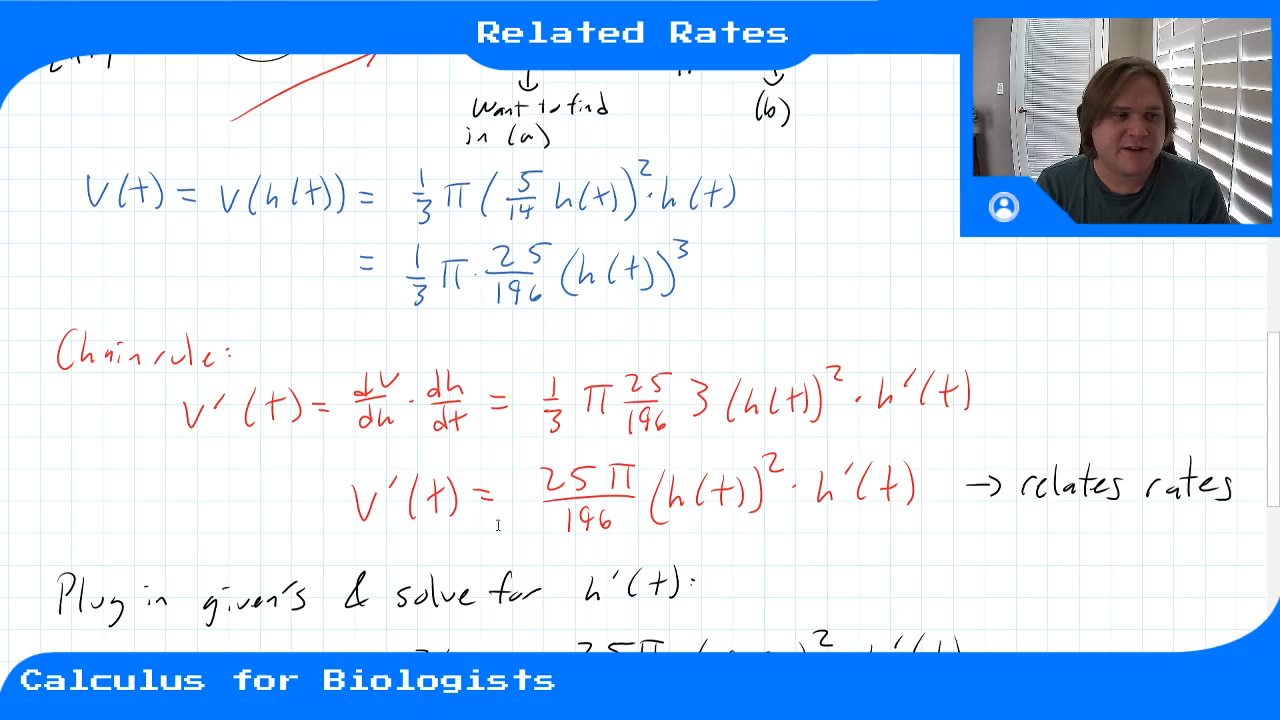 Related Rates
want to find
in (a)
(b)
V(t) = V(h(t)) = 1/3 π (5/14 h(t))² · h(t)
= 1/3 π · 25/196 (h(t))³
Chain rule:
V'(t) = dV/dh · dh/dt = 1/3 π 25/196 3 (h(t))² · h'(t)
V'(t) = 25π/196 (h(t))² · h'(t) → relates rates
Plug in given's & solve for h'(t):
Calculus for Biologists